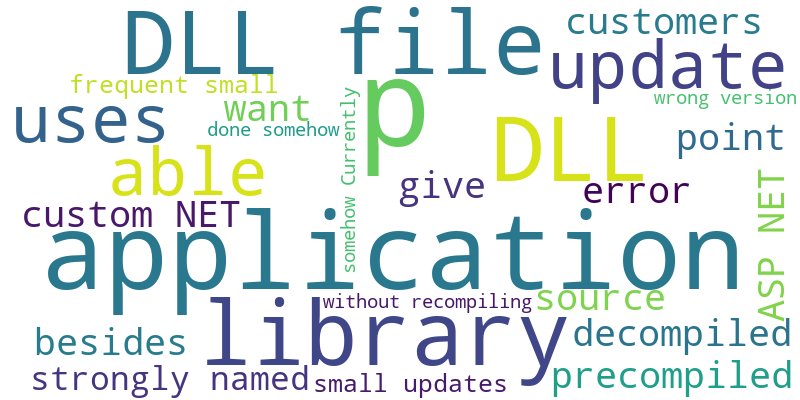 DLL file customers
update
frequent small
wrong version
uses want
done somehow
p
somehow Currently
DLL
point
able
give
error
custom NET
ASP NET
application
without recompiling
source
library
besides
decompiled
strongly named
small updates
precompiled